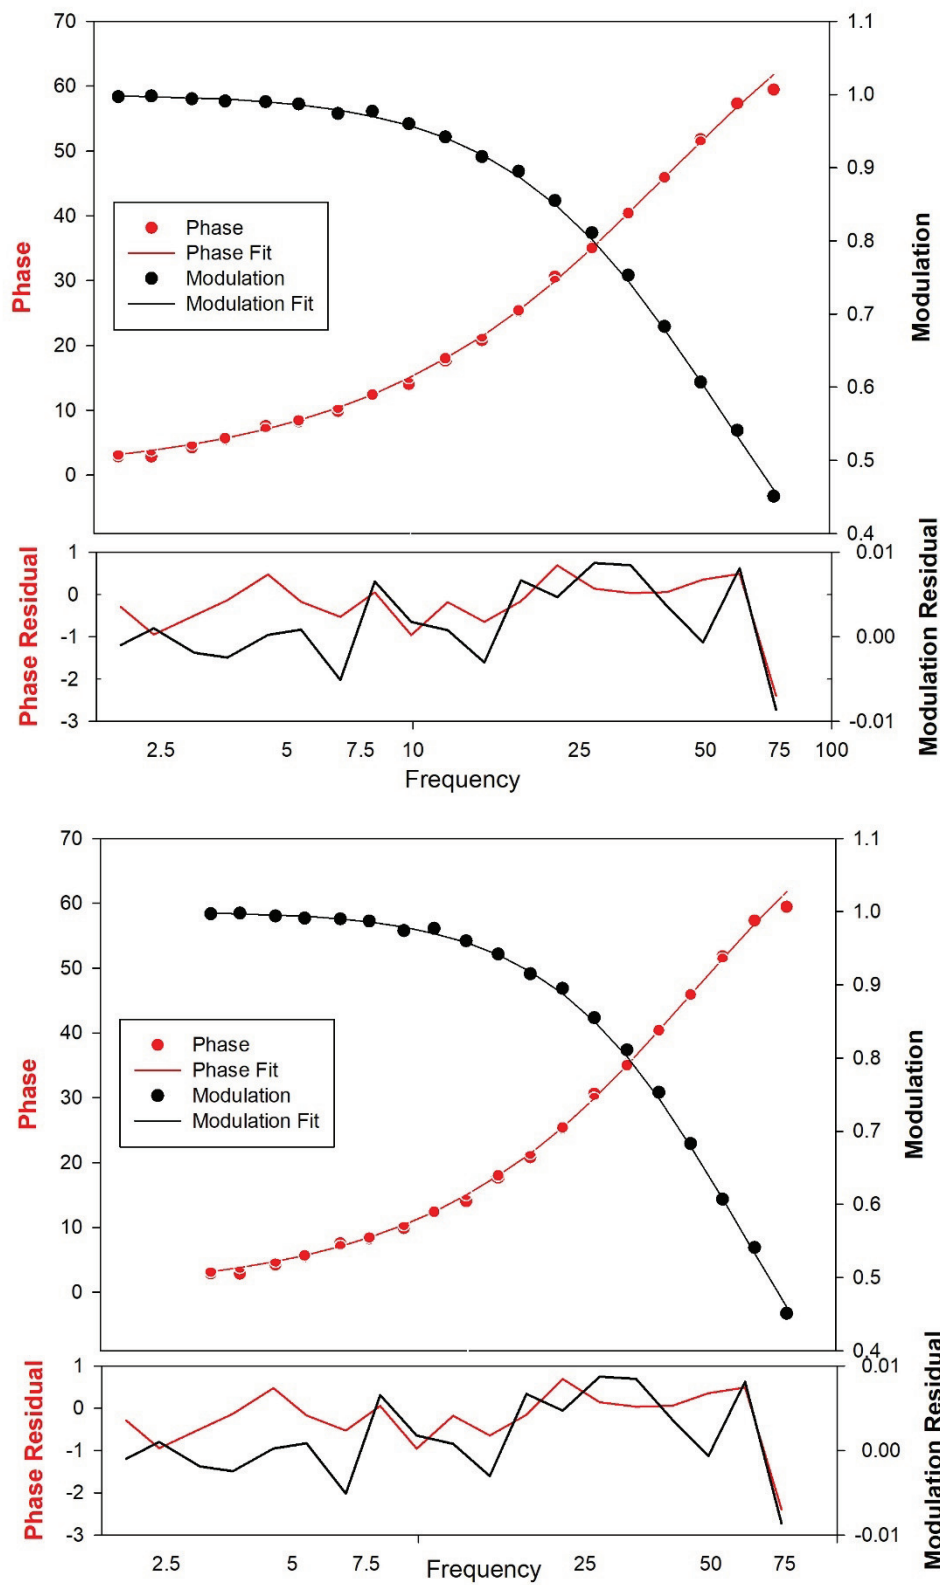 70
60
50
40
30
20
10
0
Phase
1.1
1.0
0.9
0.8
0.7
0.6
0.5
0.4
Modulation
Phase
Phase Fit
Modulation
Modulation Fit
1
0
-1
-2
-3
Phase Residual
0.01
0.00
-0.01
Modulation Residual
2.5 5 7.5 10 25 50 75 100
Frequency
70
60
50
40
30
20
10
0
Phase
1.1
1.0
0.9
0.8
0.7
0.6
0.5
0.4
Modulation
Phase
Phase Fit
Modulation
Modulation Fit
1
0
-1
-2
-3
Phase Residual
0.01
0.00
-0.01
Modulation Residual
2.5 5 7.5 25 50 75
Frequency